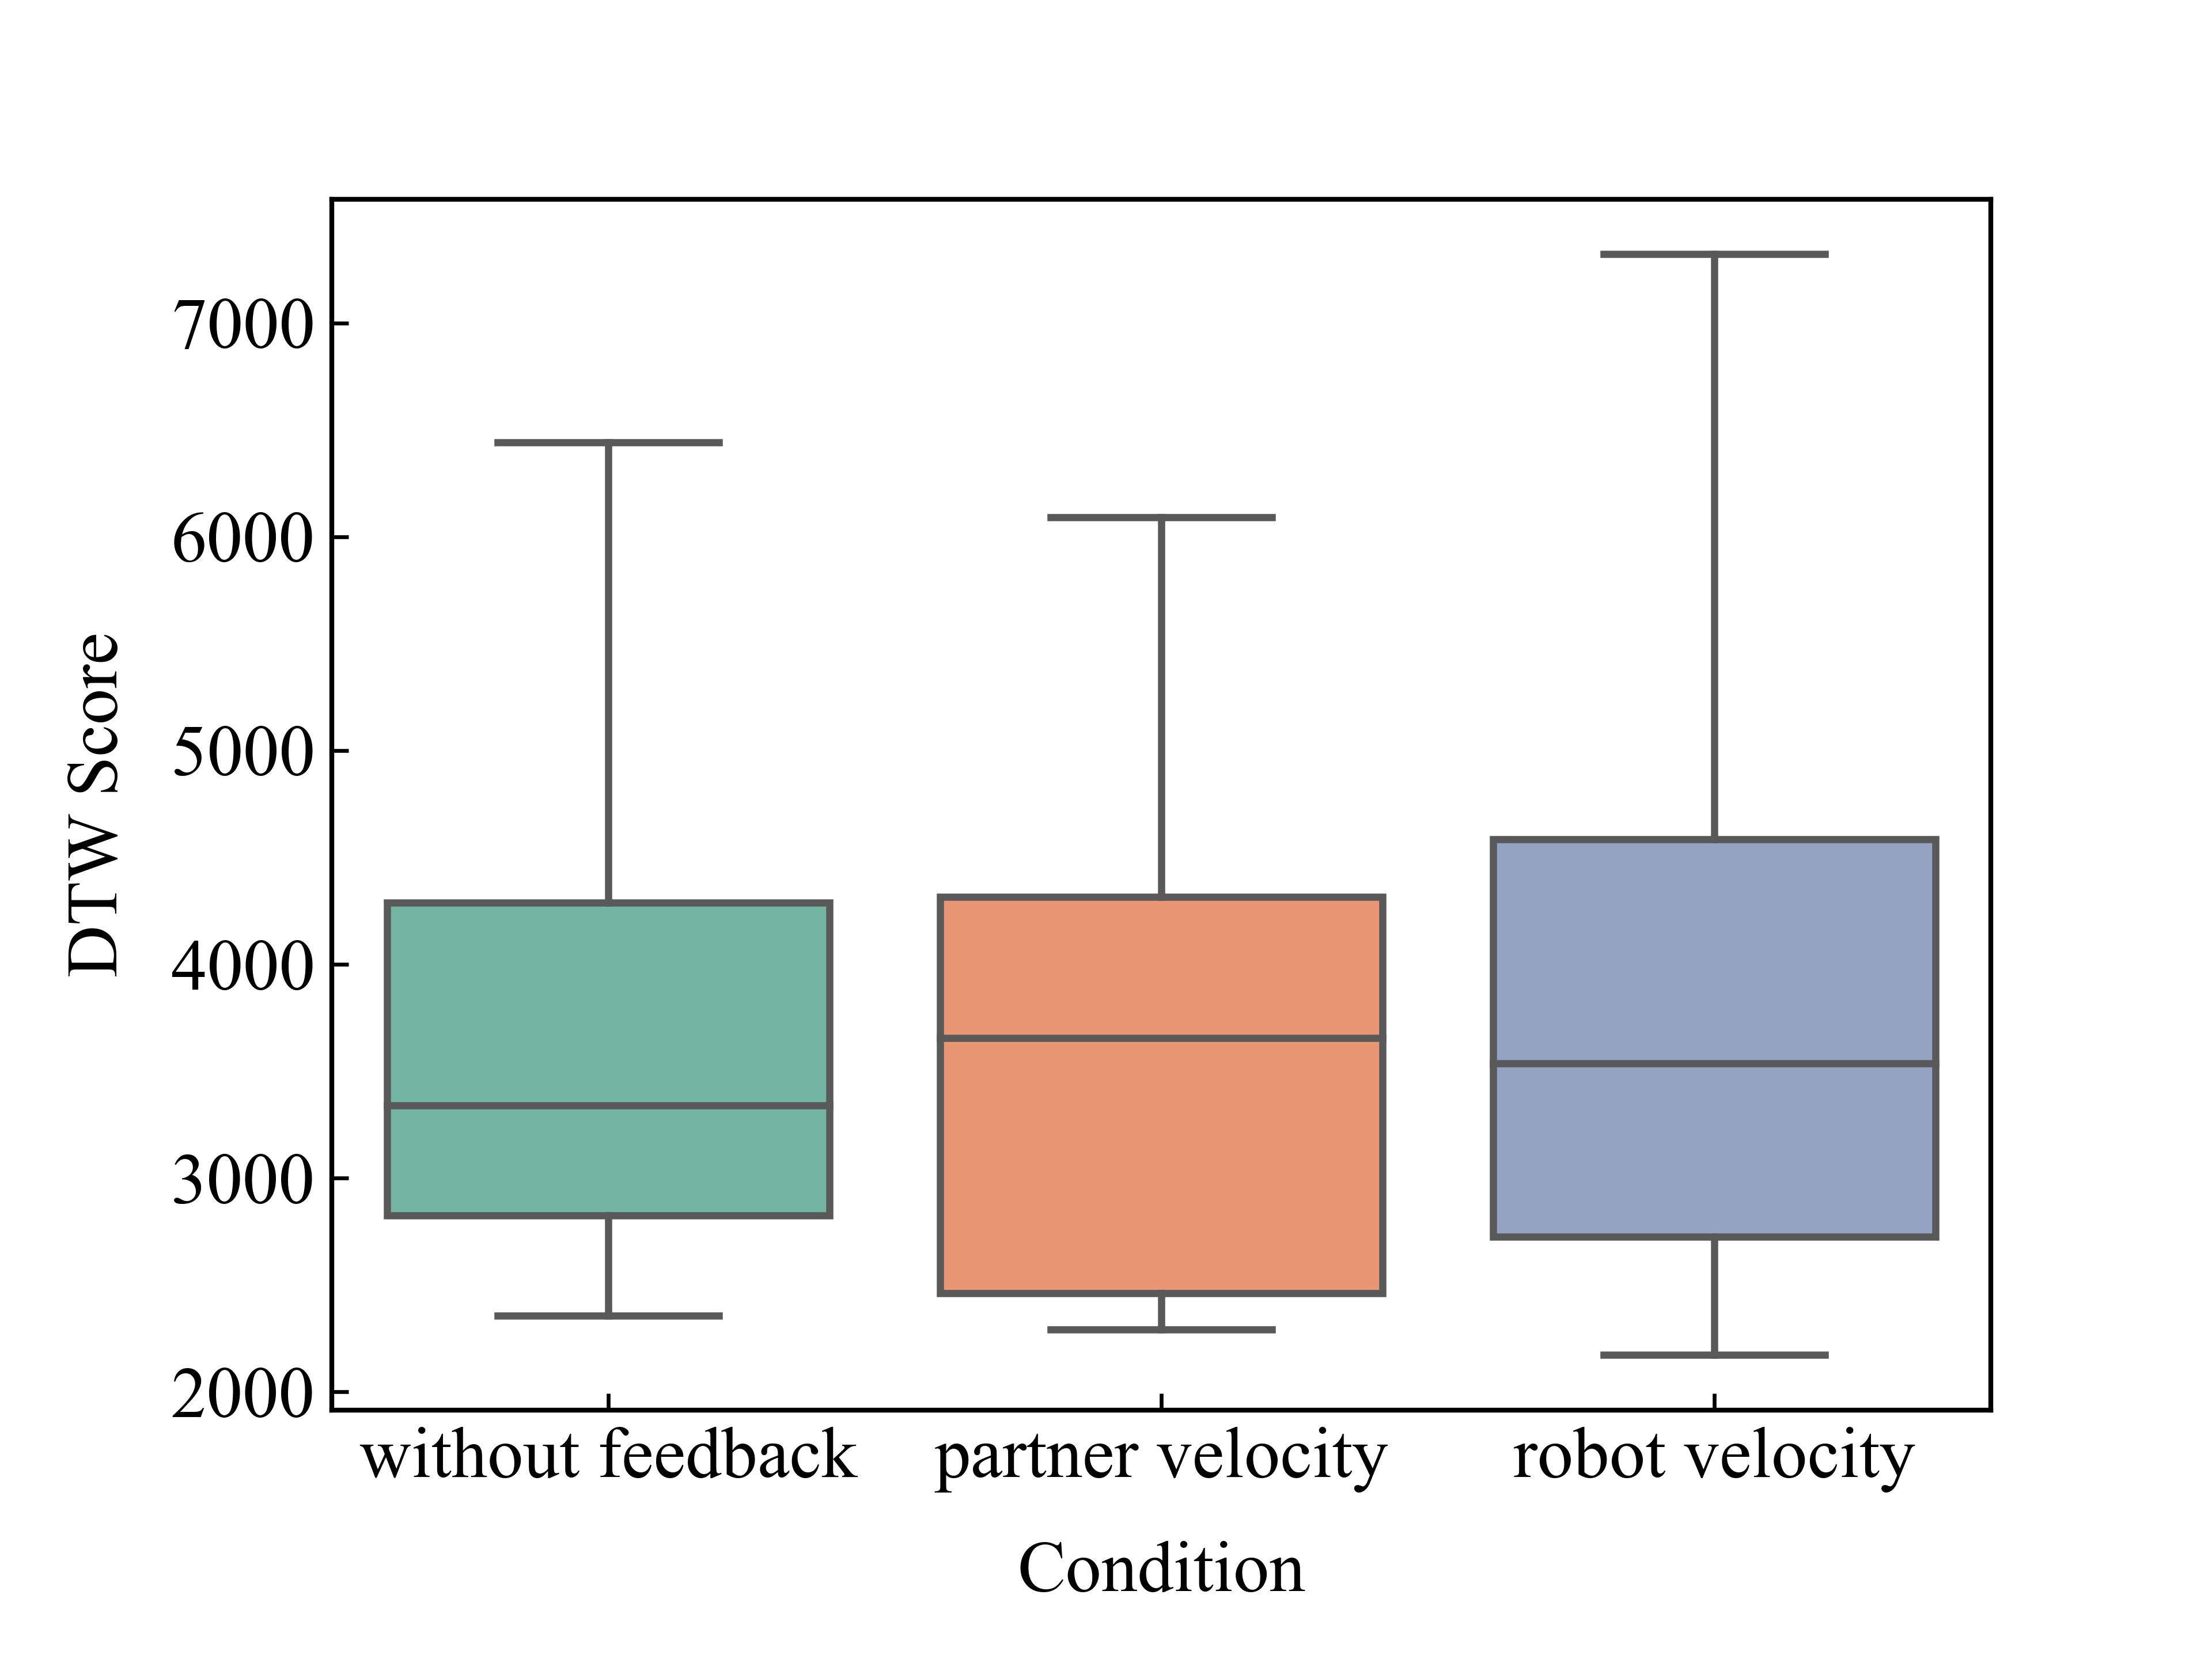 7000
6000
5000
4000
3000
2000
DTW Score
without feedback
partner velocity
robot velocity
Condition